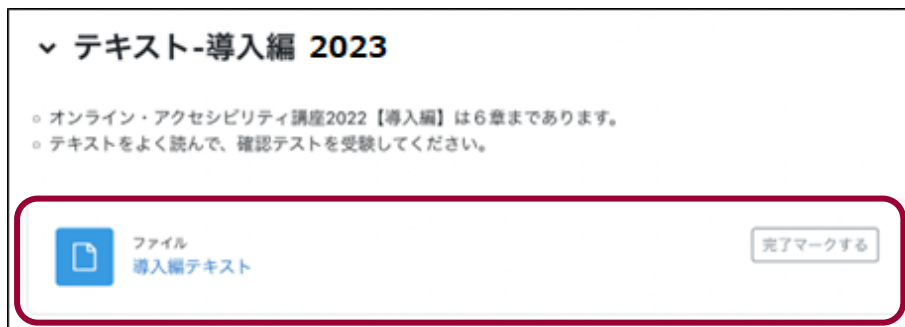 テキスト-導入編 2023
オンライン・アクセシビリティ講座2022【導入編】は6章まであります。
テキストをよく読んで、確認テストを受験してください。
ファイル
導入編テキスト
完了マークする